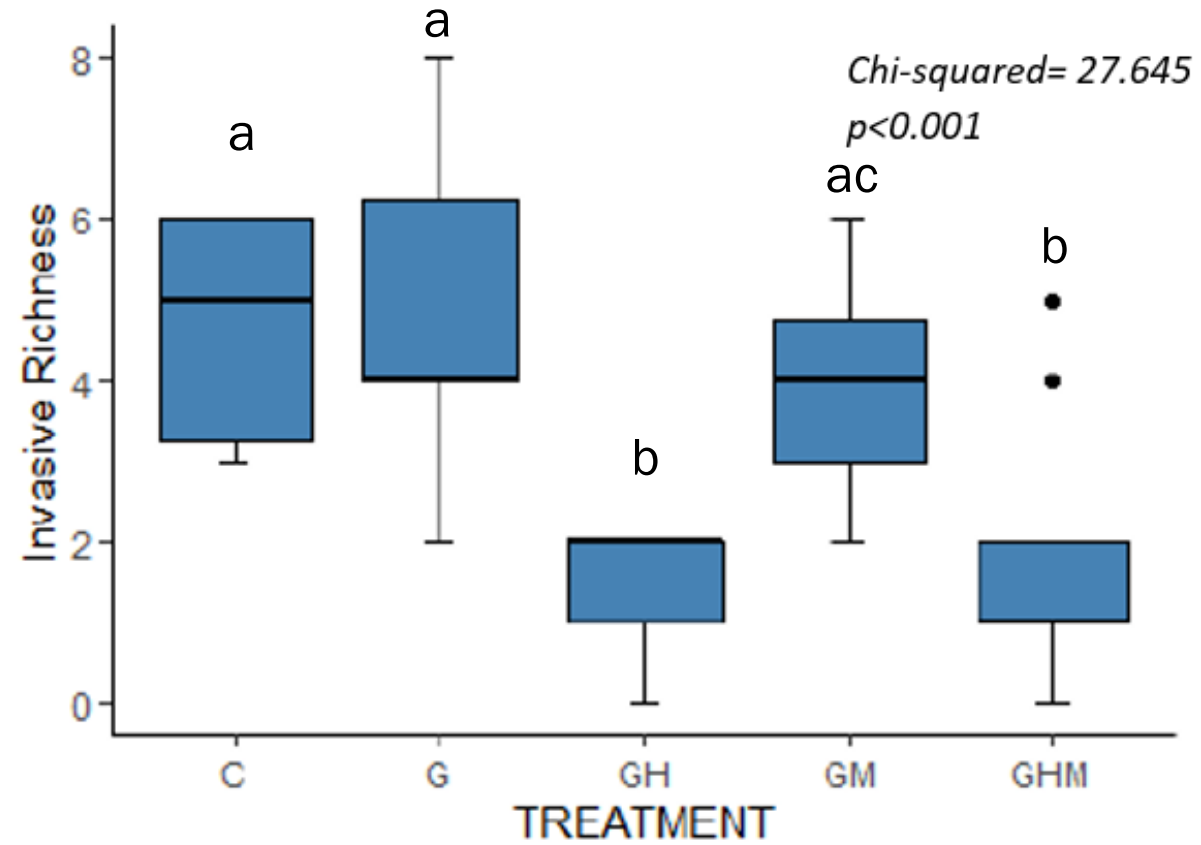 a
Chi-squared= 27.645
p<0.001
a
ac
b
b
8
6
4
2
0
Invasive Richness
C G GH GM GHM
TREATMENT